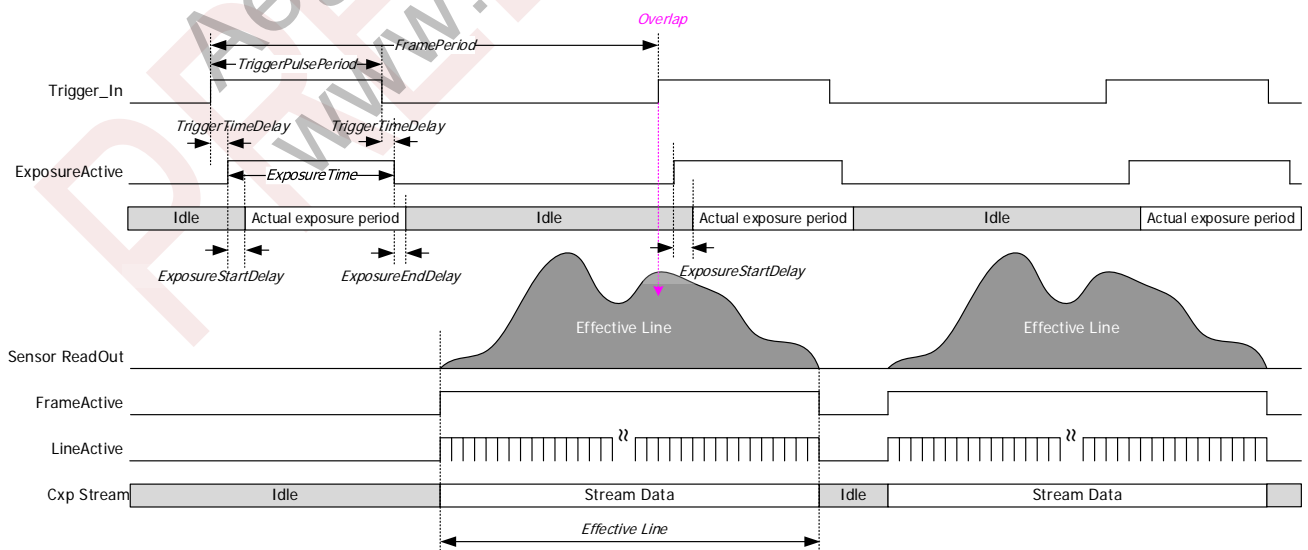 Overlap
FramePeriod
TriggerPulsePeriod
Trigger_In
TriggerTimeDelay TriggerTimeDelay
ExposureActive
ExposureTime
Idle Actual exposure period Idle Actual exposure period Idle Actual exposure period
ExposureStartDelay ExposureEndDelay ExposureStartDelay
Effective Line Effective Line
Sensor ReadOut
FrameActive
LineActive
Cxp Stream Idle Stream Data Idle Stream Data
Effective Line